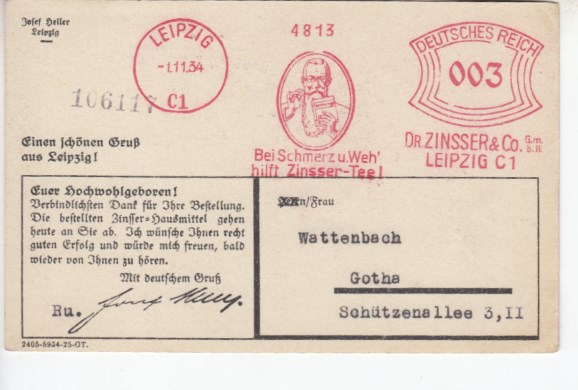 Josef Heller
Leipzig
LEIPZIG
-1.11.34
C1
4813
DEUTSCHES REICH
003
106117
DR. ZINSSER & Co. G.m.b.H.
LEIPZIG C1
Bei Schmerz u. Weh'
hilft Zinsser-Tee!
Einen schönen Gruß
aus Leipzig!
Euer Hochwohlgeboren!
Verbindlichsten Dank für Ihre Bestellung.
Die bestellten Zinsser-Hausmittel gehen
heute an Sie ab. Ich wünsche Ihnen recht
guten Erfolg und würde mich freuen, bald
wieder von Ihnen zu hören.
Mit deutschem Gruß
Ru.
n/Frau
Wattenbach
Gotha
Schützenallee 3,II
2405-5934-25-OT.